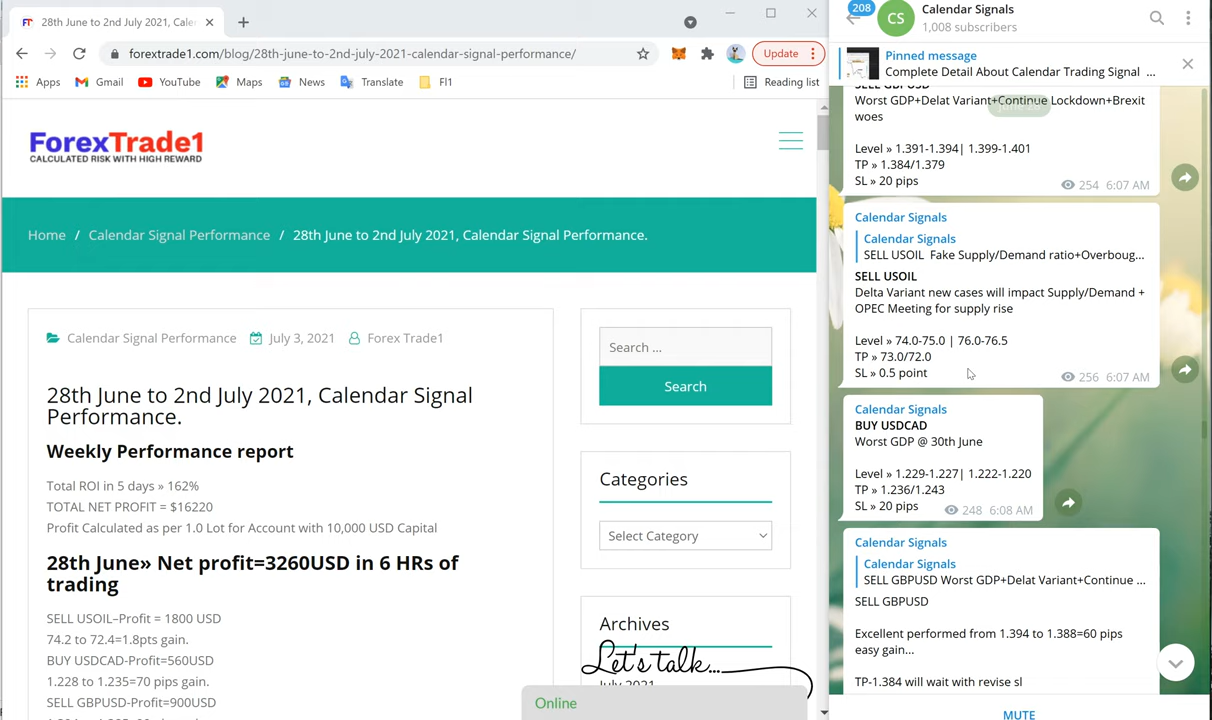 28th June to 2nd July 2021, Cale
forextrade1.com/blog/28th-june-to-2nd-july-2021-calendar-signal-performance/
Update
Apps
Gmail
YouTube
Maps
News
Translate
Fl1
Reading list
ForexTrade1
CALCULATED RISK WITH HIGH REWARD
Home / Calendar Signal Performance / 28th June to 2nd July 2021, Calendar Signal Performance.
Calendar Signal Performance
July 3, 2021
Forex Trade1
28th June to 2nd July 2021, Calendar Signal
Performance.
Weekly Performance report
Total ROI in 5 days » 162%
TOTAL NET PROFIT = $16220
Profit Calculated as per 1.0 Lot for Account with 10,000 USD Capital
28th June» Net profit=3260USD in 6 HRs of
trading
SELL USOIL–Profit = 1800 USD
74.2 to 72.4=1.8pts gain.
BUY USDCAD-Profit=560USD
1.228 to 1.235=70 pips gain.
SELL GBPUSD-Profit=900USD
Search ...
Search
Categories
Select Category
Archives
Let's talk...
July 2021
Online
208
CS
Calendar Signals
1,008 subscribers
Pinned message
Complete Detail About Calendar Trading Signal ...
SELL GBPUSD
Worst GDP+Delat Variant+Continue Lockdown+Brexit
woes
Level » 1.391-1.394| 1.399-1.401
TP » 1.384/1.379
SL » 20 pips
254 6:07 AM
Calendar Signals
Calendar Signals
SELL USOIL Fake Supply/Demand ratio+Overboug...
SELL USOIL
Delta Variant new cases will impact Supply/Demand +
OPEC Meeting for supply rise
Level » 74.0-75.0 | 76.0-76.5
TP » 73.0/72.0
SL » 0.5 point
256 6:07 AM
Calendar Signals
BUY USDCAD
Worst GDP @ 30th June
Level » 1.229-1.227| 1.222-1.220
TP » 1.236/1.243
SL » 20 pips
248 6:08 AM
Calendar Signals
Calendar Signals
SELL GBPUSD Worst GDP+Delat Variant+Continue ...
SELL GBPUSD
Excellent performed from 1.394 to 1.388=60 pips
easy gain...
TP-1.384 will wait with revise sl
MUTE